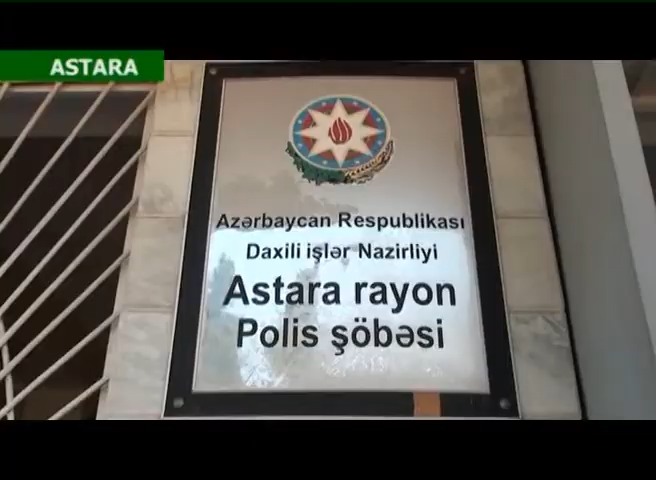 ASTARA
Azərbaycan Respublikası
Daxili işlər Nazirliyi
Astara rayon
Polis şöbəsi